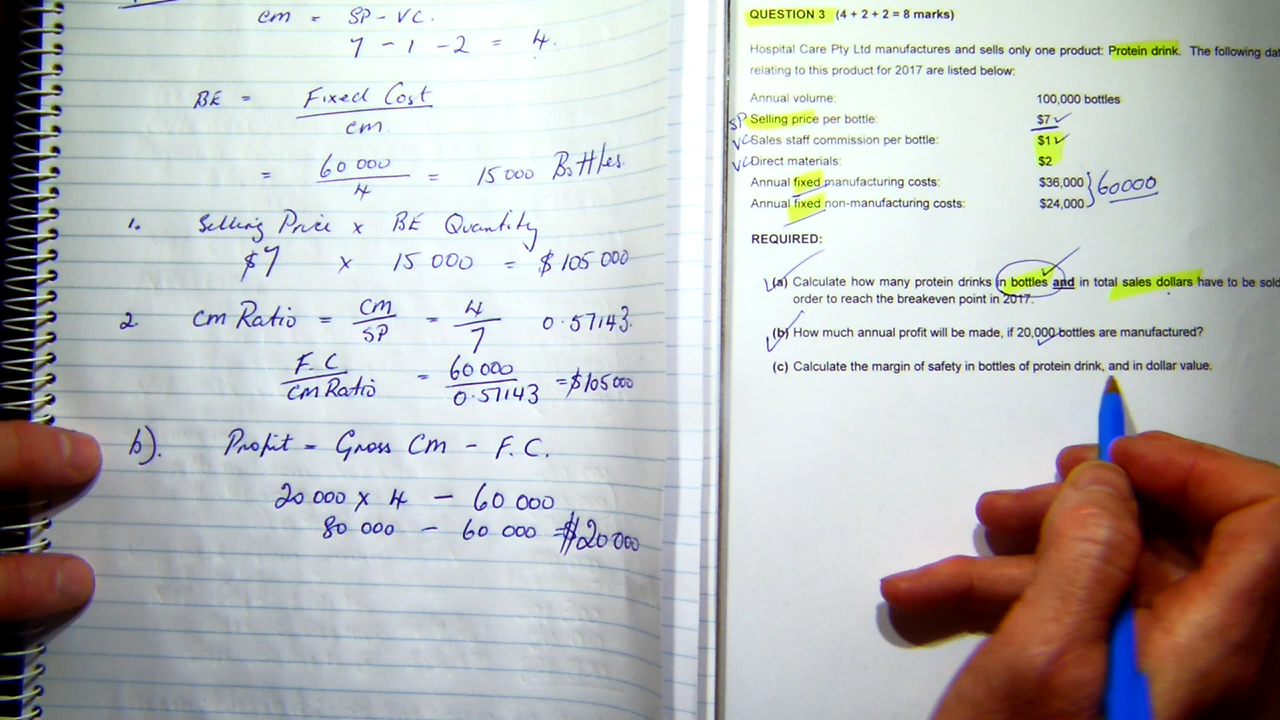 cm = SP - VC.
7 - 1 - 2 = 4.
BE = Fixed Cost
cm
= 60 000 = 15 000 Bottles.
4
1. Selling Price x BE Quantity
$7 x 15 000 = $105 000
2. cm Ratio = CM = 4 0.57143.
SP 7
F.C = 60 000 = $105 000
cm Ratio 0.57143
b). Profit = Gross Cm - F.C.
20 000 x 4 - 60 000
80 000 - 60 000 = $20 000
QUESTION 3 (4 + 2 + 2 = 8 marks)
Hospital Care Pty Ltd manufactures and sells only one product: Protein drink. The following dat
relating to this product for 2017 are listed below:
Annual volume: 100,000 bottles
SP Selling price per bottle: $7
VC Sales staff commission per bottle: $1
VC Direct materials: $2
Annual fixed manufacturing costs: $36,000 } 60000
Annual fixed non-manufacturing costs: $24,000
REQUIRED:
(a) Calculate how many protein drinks in bottles and in total sales dollars have to be sold
order to reach the breakeven point in 2017.
(b) How much annual profit will be made, if 20,000 bottles are manufactured?
(c) Calculate the margin of safety in bottles of protein drink, and in dollar value.